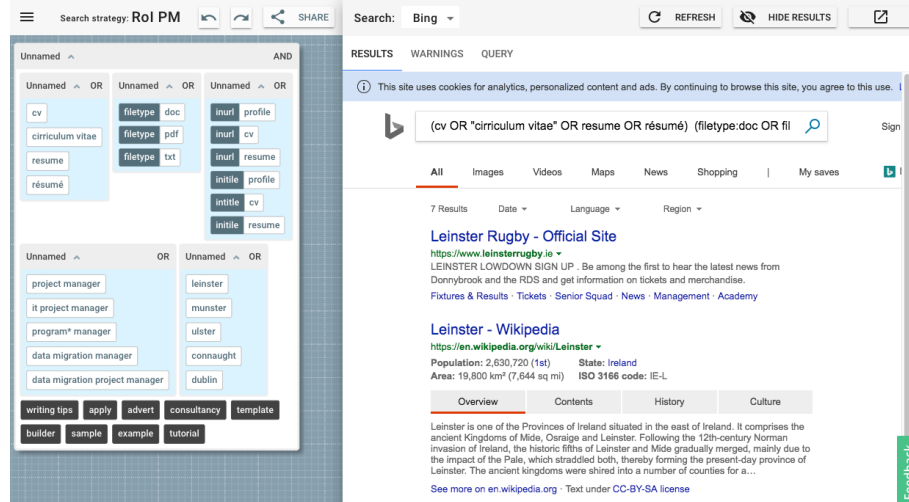 Search strategy: RoI PM
SHARE
Unnamed AND
Unnamed OR
cv
cirriculum vitae
resume
résumé
Unnamed OR
filetype doc
filetype pdf
filetype txt
Unnamed OR
inurl profile
inurl cv
inurl resume
initile profile
intitle cv
initile resume
Unnamed OR
project manager
it project manager
program* manager
data migration manager
data migration project manager
Unnamed OR
leinster
munster
ulster
connaught
dublin
writing tips apply advert consultancy template
builder sample example tutorial
Search: Bing
REFRESH HIDE RESULTS
RESULTS WARNINGS QUERY
This site uses cookies for analytics, personalized content and ads. By continuing to browse this site, you agree to this use.
(cv OR "cirriculum vitae" OR resume OR résumé) (filetype:doc OR fil
Sign
All Images Videos Maps News Shopping | My saves
7 Results Date Language Region
Leinster Rugby - Official Site
https://www.leinsterrugby.ie
LEINSTER LOWDOWN SIGN UP . Be among the first to hear the latest news from
Donnybrook and the RDS and get information on tickets and merchandise.
Fixtures & Results · Tickets · Senior Squad · News · Management · Academy
Leinster - Wikipedia
https://en.wikipedia.org/wiki/Leinster
Population: 2,630,720 (1st) State: Ireland
Area: 19,800 km² (7,644 sq mi) ISO 3166 code: IE-L
Overview Contents History Culture
Leinster is one of the Provinces of Ireland situated in the east of Ireland. It comprises the
ancient Kingdoms of Mide, Osraige and Leinster. Following the 12th-century Norman
invasion of Ireland, the historic fifths of Leinster and Mide gradually merged, mainly due to
the impact of the Pale, which straddled both, thereby forming the present-day province of
Leinster. The ancient kingdoms were shired into a number of counties for a…
See more on en.wikipedia.org · Text under CC-BY-SA license
Feedback